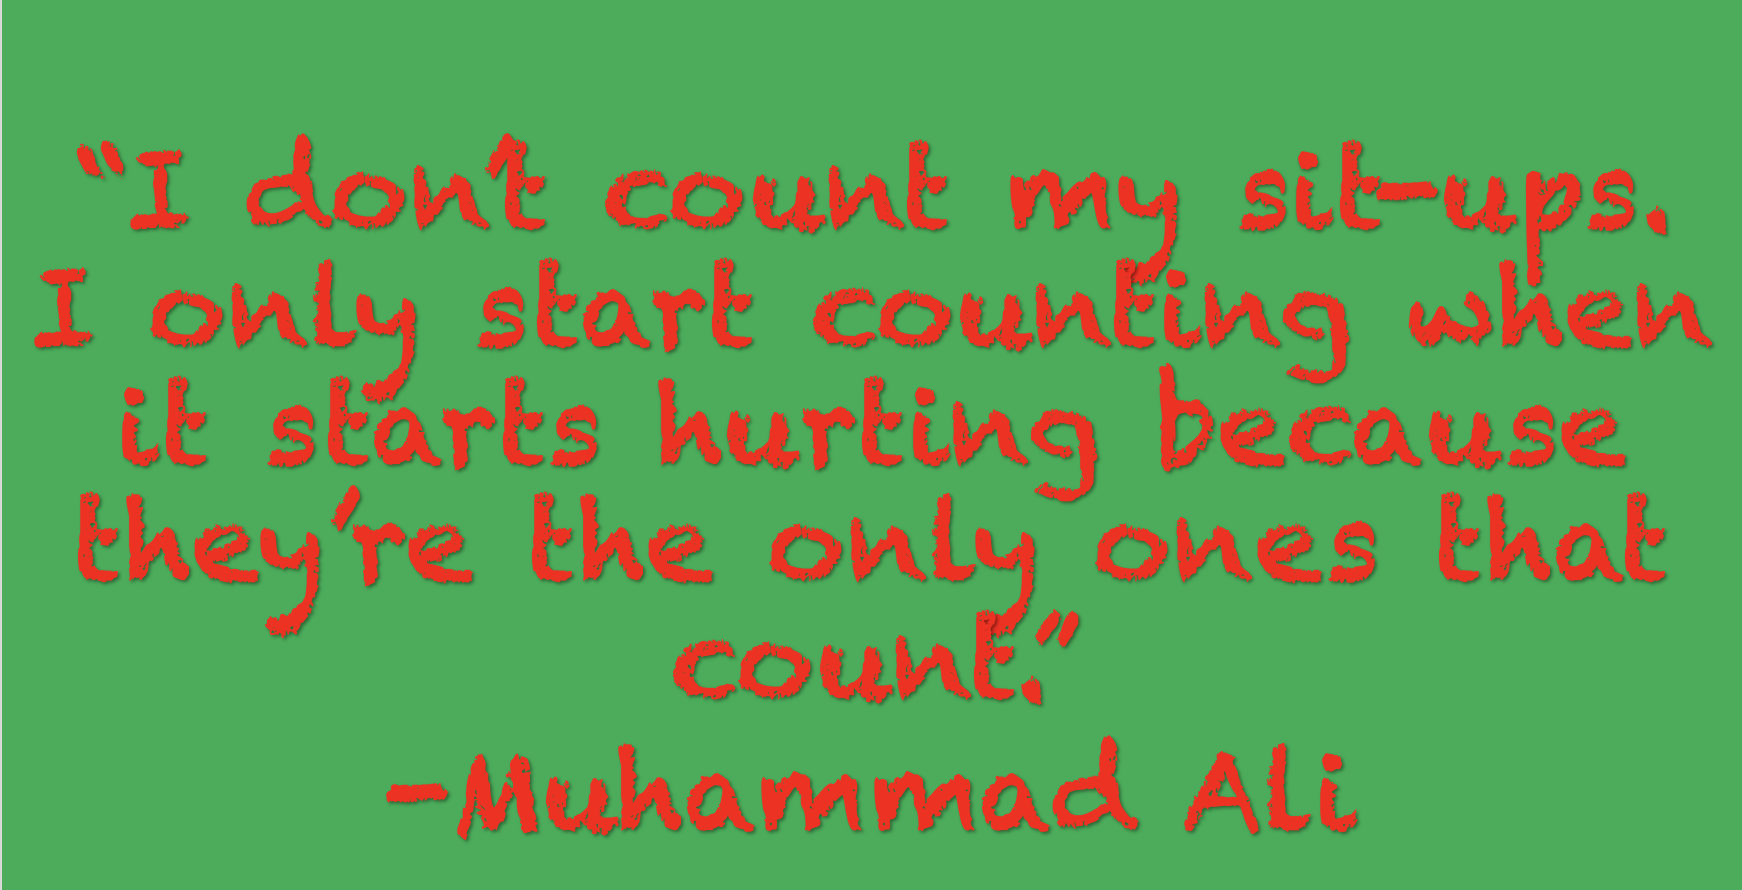 “I don’t count my sit-ups.
I only start counting when
it starts hurting because
they’re the only ones that
count.”
-Muhammad Ali